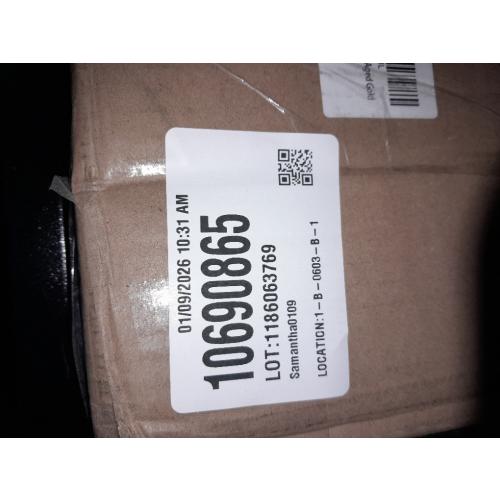 01/09/2026 10:31 AM
10690865
LOT:1186063769
Samantha0109
LOCATION:1-B-0603-B-1
Aged Gold